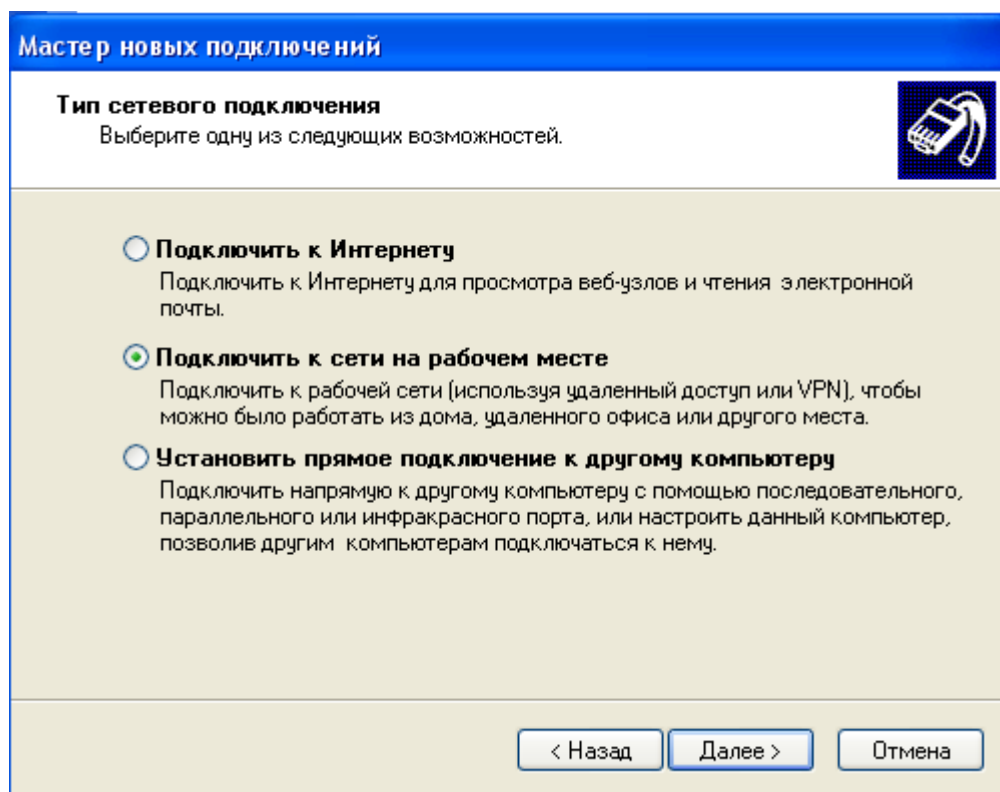 Мастер новых подключений
Тип сетевого подключения
Выберите одну из следующих возможностей.
Подключить к Интернету
Подключить к Интернету для просмотра веб-узлов и чтения электронной
почты.
Подключить к сети на рабочем месте
Подключить к рабочей сети (используя удаленный доступ или VPN), чтобы
можно было работать из дома, удаленного офиса или другого места.
Установить прямое подключение к другому компьютеру
Подключить напрямую к другому компьютеру с помощью последовательного,
параллельного или инфракрасного порта, или настроить данный компьютер,
позволив другим компьютерам подключаться к нему.
< Назад Далее > Отмена